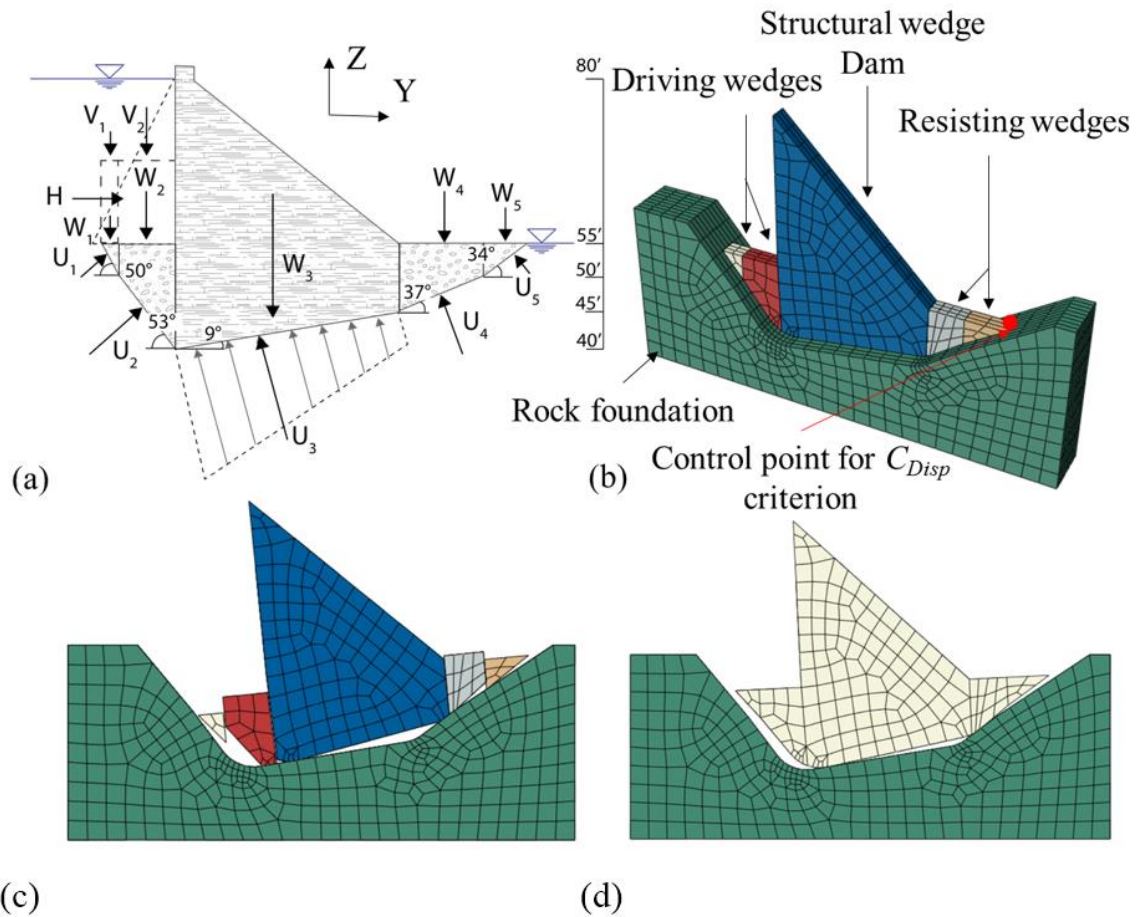 Z
Y
V₁
V₂
H
W₁
W₂
W₃
W₄
W₅
U₁
U₂
U₃
U₄
U₅
50°
53°
9°
37°
34°
80'
55'
50'
45'
40'
(a)
Structural wedge
Dam
Driving wedges
Resisting wedges
Rock foundation
Control point for C_Disp
criterion
(b)
(c)
(d)